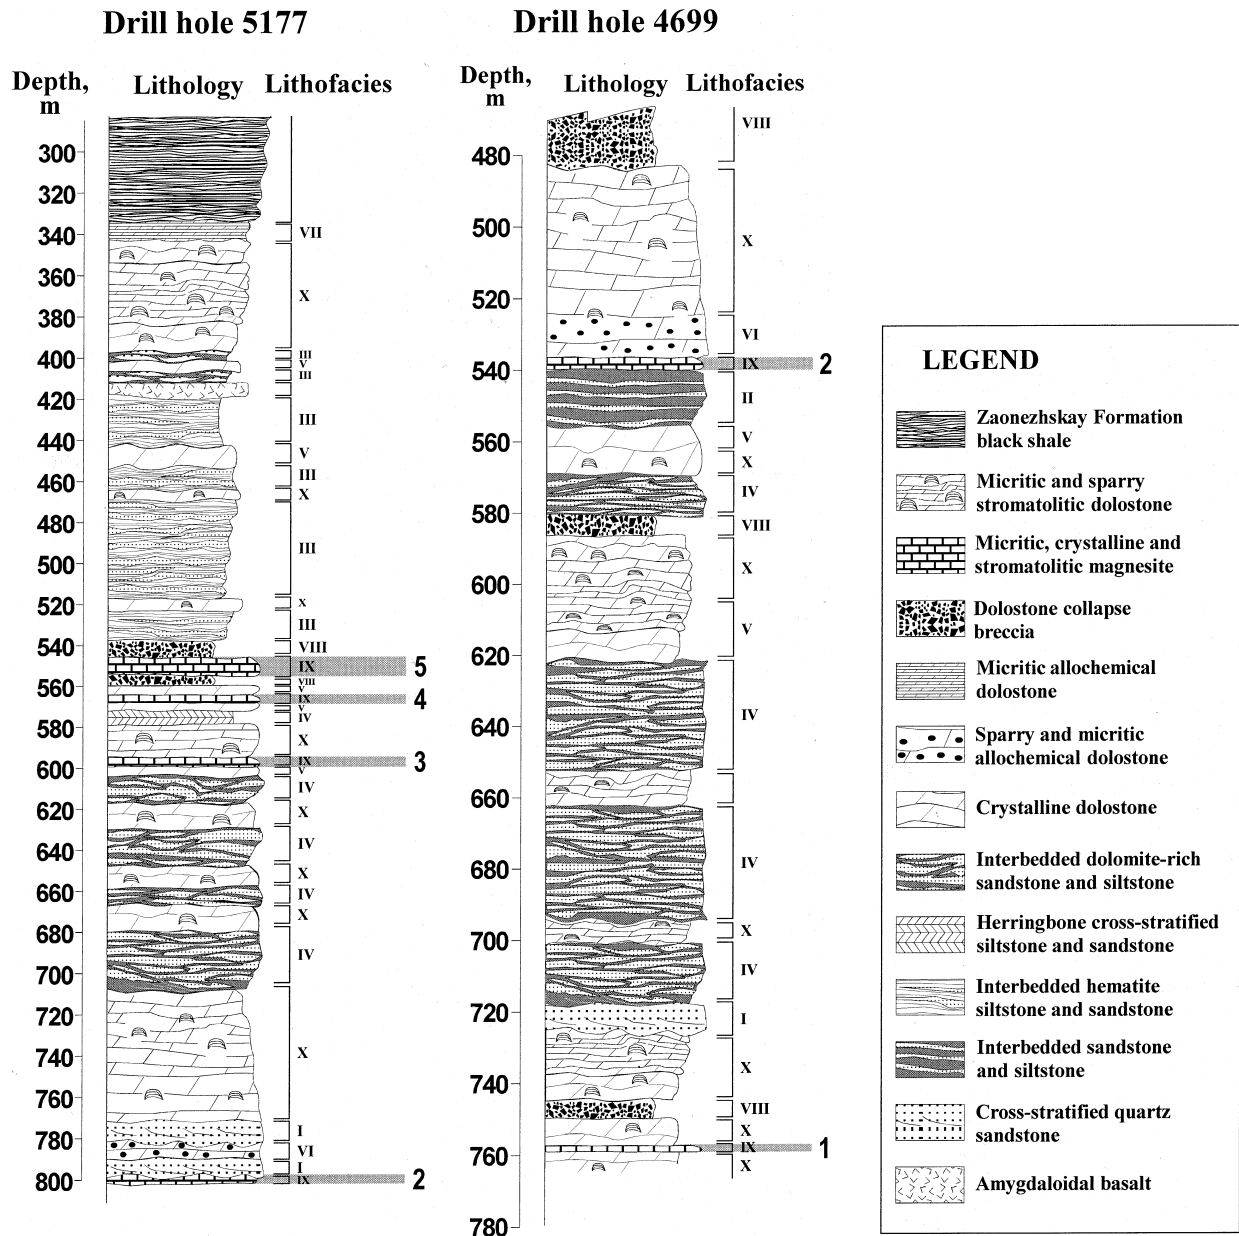 Drill hole 5177
Depth, m
Lithology
Lithofacies
300
320
340
360
380
400
420
440
460
480
500
520
540
560
580
600
620
640
660
680
700
720
740
760
780
800
VII
X
III
V
III
III
V
III
X
III
X
III
VIII
IX
5
VIII
V
IX
4
V
IV
X
IX
3
V
IV
X
IV
X
IV
X
IV
X
I
VI
I
IX
2
Drill hole 4699
Depth, m
Lithology
Lithofacies
480
500
520
540
560
580
600
620
640
660
680
700
720
740
760
780
VIII
X
VI
IX
2
II
V
X
IV
VIII
X
V
IV
IV
X
IV
I
X
VIII
X
IX
1
X
LEGEND
Zaonezhskay Formation
black shale
Micritic and sparry
stromatolitic dolostone
Micritic, crystalline and
stromatolitic magnesite
Dolostone collapse
breccia
Micritic allochemical
dolostone
Sparry and micritic
allochemical dolostone
Crystalline dolostone
Interbedded dolomite-rich
sandstone and siltstone
Herringbone cross-stratified
siltstone and sandstone
Interbedded hematite
siltstone and sandstone
Interbedded sandstone
and siltstone
Cross-stratified quartz
sandstone
Amygdaloidal basalt